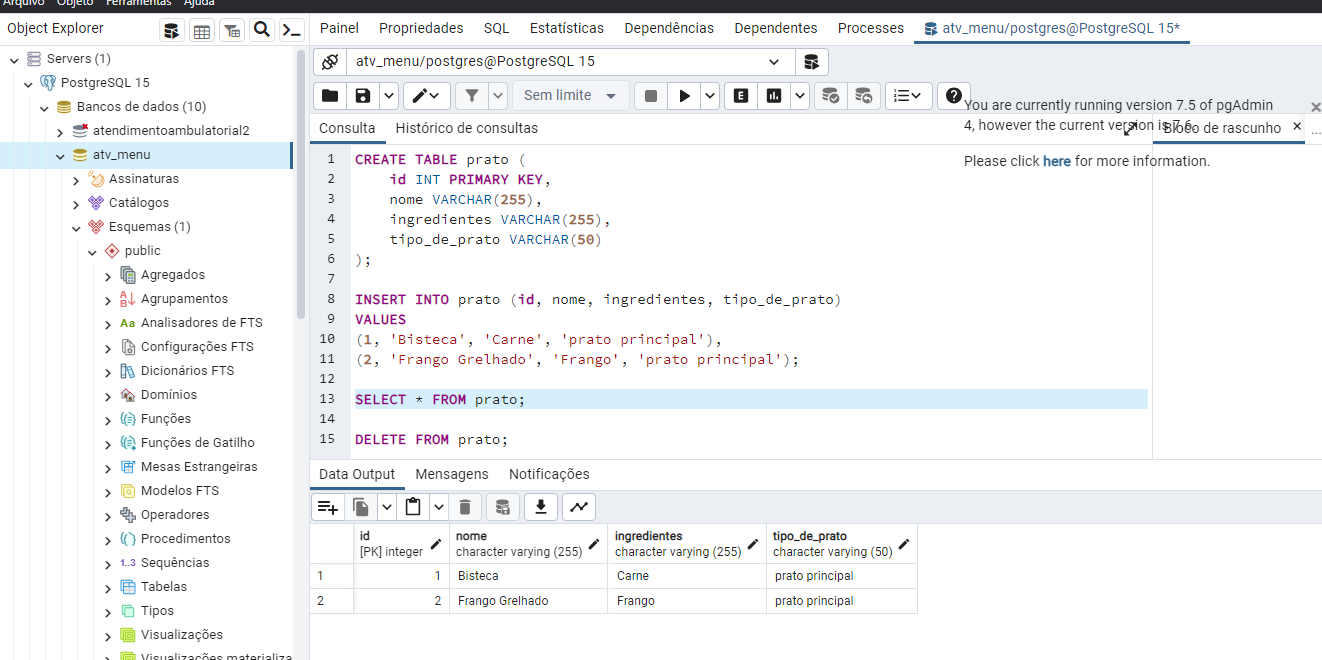 Arquivo Objeto Ferramentas Ajuda
Object Explorer
Servers (1)
PostgreSQL 15
Bancos de dados (10)
atendimentoambulatorial2
atv_menu
Assinaturas
Catálogos
Esquemas (1)
public
Agregados
Agrupamentos
Analisadores de FTS
Configurações FTS
Dicionários FTS
Domínios
Funções
Funções de Gatilho
Mesas Estrangeiras
Modelos FTS
Operadores
Procedimentos
1..3 Sequências
Tabelas
Tipos
Visualizações
Visualizações materializa
Painel Propriedades SQL Estatísticas Dependências Dependentes Processes atv_menu/postgres@PostgreSQL 15*
atv_menu/postgres@PostgreSQL 15
Sem limite
You are currently running version 7.5 of pgAdmin
4, however the current version is 7.6.
Please click here for more information.
Consulta Histórico de consultas Bloco de rascunho
1 CREATE TABLE prato (
2 id INT PRIMARY KEY,
3 nome VARCHAR(255),
4 ingredientes VARCHAR(255),
5 tipo_de_prato VARCHAR(50)
6 );
7
8 INSERT INTO prato (id, nome, ingredientes, tipo_de_prato)
9 VALUES
10 (1, 'Bisteca', 'Carne', 'prato principal'),
11 (2, 'Frango Grelhado', 'Frango', 'prato principal');
12
13 SELECT * FROM prato;
14
15 DELETE FROM prato;
Data Output Mensagens Notificações
id nome ingredientes tipo_de_prato
[PK] integer character varying (255) character varying (255) character varying (50)
1 1 Bisteca Carne prato principal
2 2 Frango Grelhado Frango prato principal